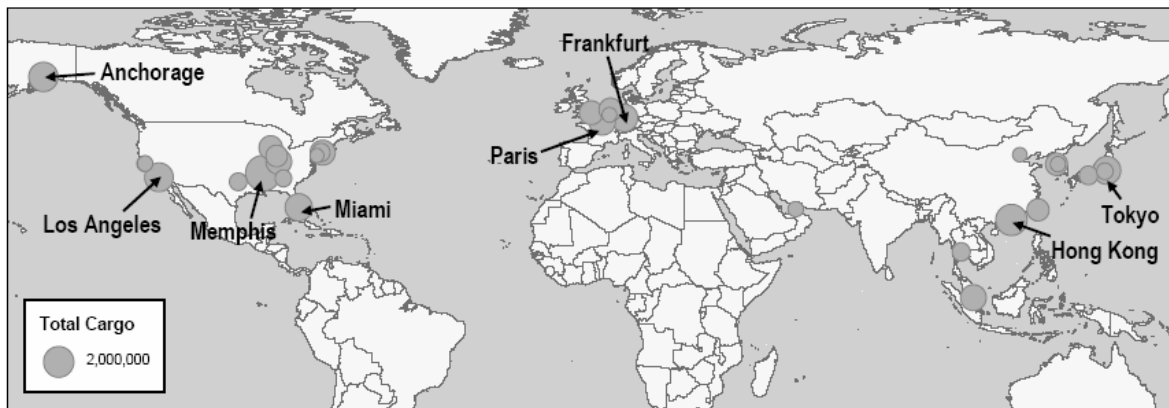 Frankfurt
Anchorage
Paris
Los Angeles
Memphis
Miami
Tokyo
Hong Kong
Total Cargo
2,000,000